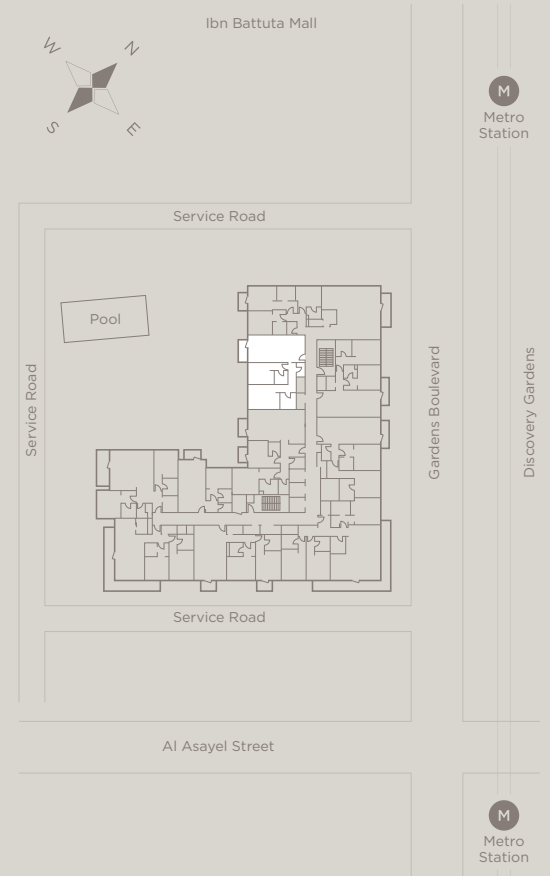 Ibn Battuta Mall
W
N
S
E
M
Metro
Station
Service Road
Pool
Service Road
Gardens Boulevard
Discovery Gardens
Service Road
Al Asayel Street
M
Metro
Station